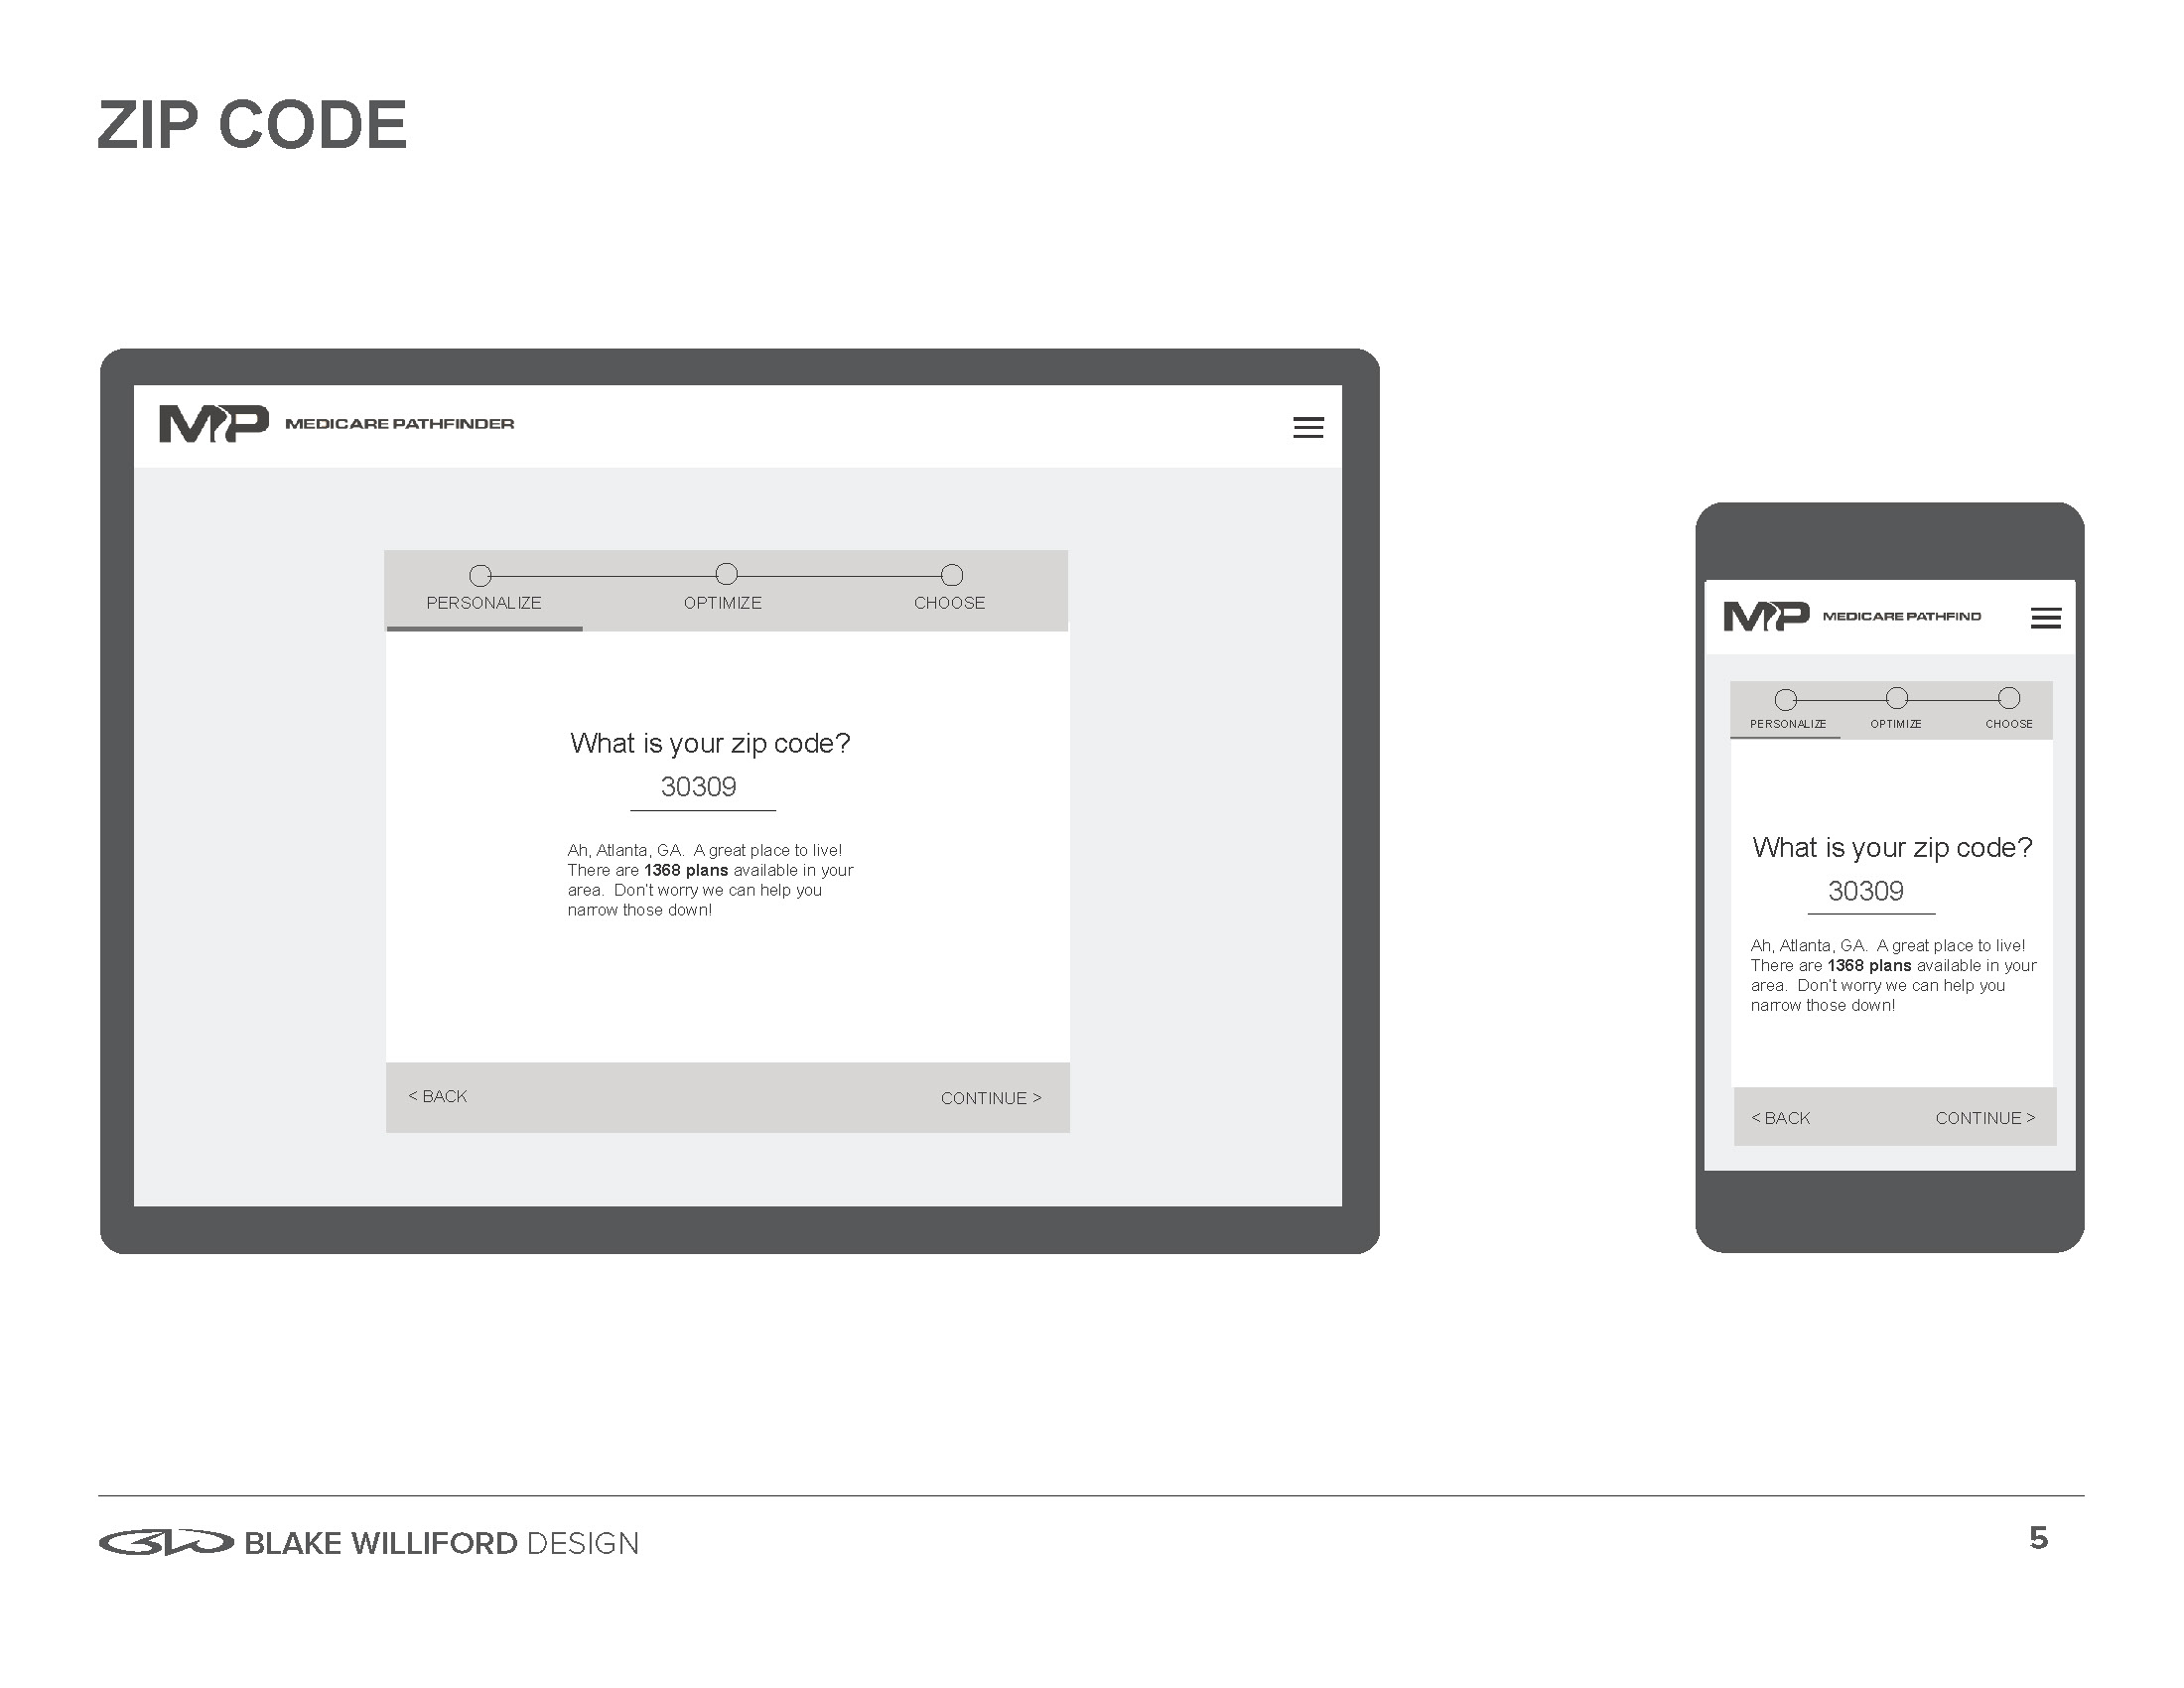 ZIP CODE
MP MEDICARE PATHFINDER
PERSONALIZE OPTIMIZE CHOOSE
What is your zip code?
30309
Ah, Atlanta, GA.  A great place to live!
There are 1368 plans available in your
area.  Don't worry we can help you
narrow those down!
< BACK CONTINUE >
MP MEDICARE PATHFIND
PERSONALIZE OPTIMIZE CHOOSE
What is your zip code?
30309
Ah, Atlanta, GA.  A great place to live!
There are 1368 plans available in your
area.  Don't worry we can help you
narrow those down!
< BACK CONTINUE >
BW BLAKE WILLIFORD DESIGN
5